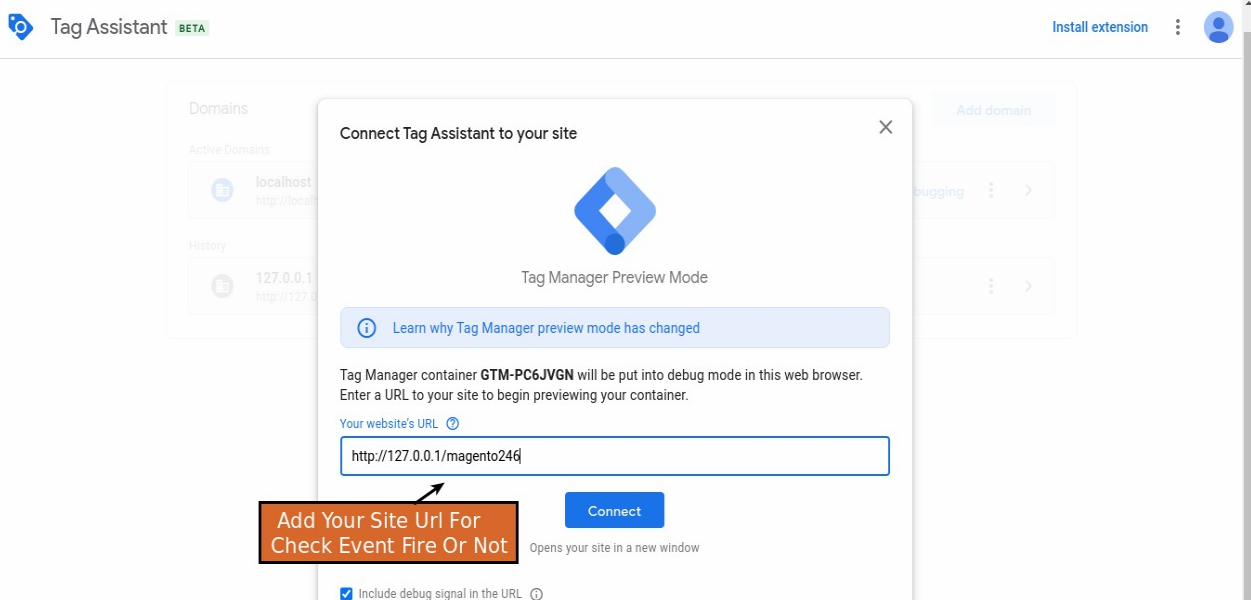 Tag Assistant BETA
Install extension
Domains
Add domain
Connect Tag Assistant to your site
Active Domains
localhost
http://local
bugging
History
127.0.0.1
http://127.0
Tag Manager Preview Mode
Learn why Tag Manager preview mode has changed
Tag Manager container GTM-PC6JVGN will be put into debug mode in this web browser.
Enter a URL to your site to begin previewing your container.
Your website's URL
http://127.0.0.1/magento246
Connect
Add Your Site Url For
Check Event Fire Or Not
Opens your site in a new window
Include debug signal in the URL